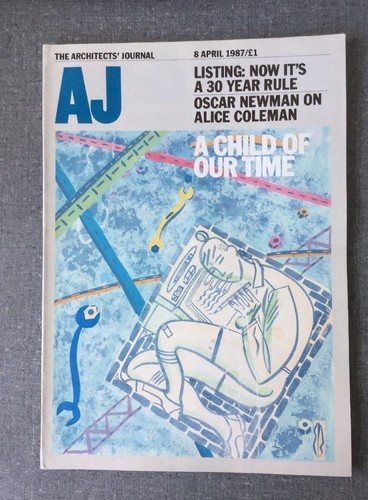 THE ARCHITECTS' JOURNAL
8 APRIL 1987/£1
AJ
LISTING: NOW IT'S
A 30 YEAR RULE
OSCAR NEWMAN ON
ALICE COLEMAN
A CHILD OF
OUR TIME